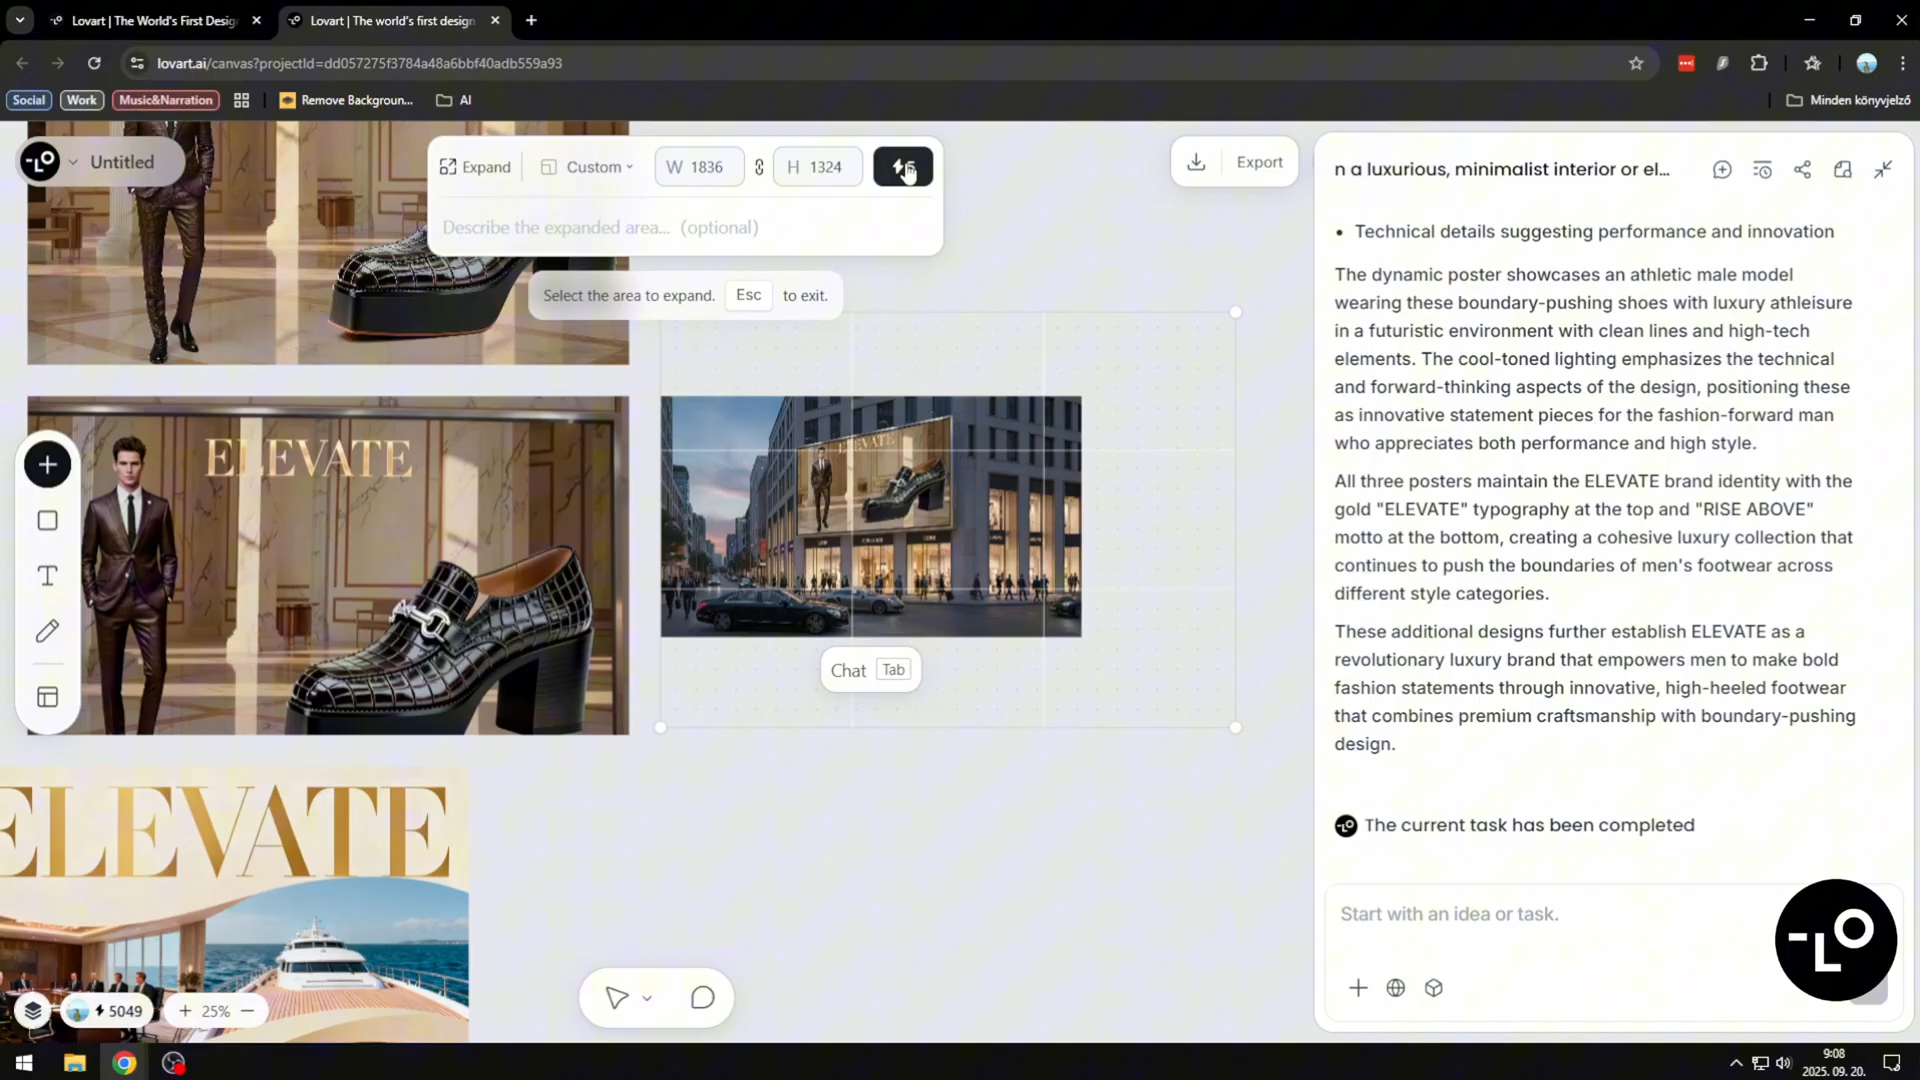 Lovart | The World's First Desig
Lovart | The world's first design
lovart.ai/canvas?projectId=dd057275f3784a48a6bbf40adb559a93
Social
Work
Music&Narration
Remove Backgroun...
AI
Minden könyvjelző
Untitled
Expand
Custom
W 1836
H 1324
5
Describe the expanded area... (optional)
Select the area to expand. Esc to exit.
Export
ELEVATE
ELEVATE
Chat Tab
ELEVATE
5049
25%
n a luxurious, minimalist interior or el...
• Technical details suggesting performance and innovation
The dynamic poster showcases an athletic male model
wearing these boundary-pushing shoes with luxury athleisure
in a futuristic environment with clean lines and high-tech
elements. The cool-toned lighting emphasizes the technical
and forward-thinking aspects of the design, positioning these
as innovative statement pieces for the fashion-forward man
who appreciates both performance and high style.
All three posters maintain the ELEVATE brand identity with the
gold "ELEVATE" typography at the top and "RISE ABOVE"
motto at the bottom, creating a cohesive luxury collection that
continues to push the boundaries of men's footwear across
different style categories.
These additional designs further establish ELEVATE as a
revolutionary luxury brand that empowers men to make bold
fashion statements through innovative, high-heeled footwear
that combines premium craftsmanship with boundary-pushing
design.
The current task has been completed
Start with an idea or task.
9:08
2025. 09. 20.